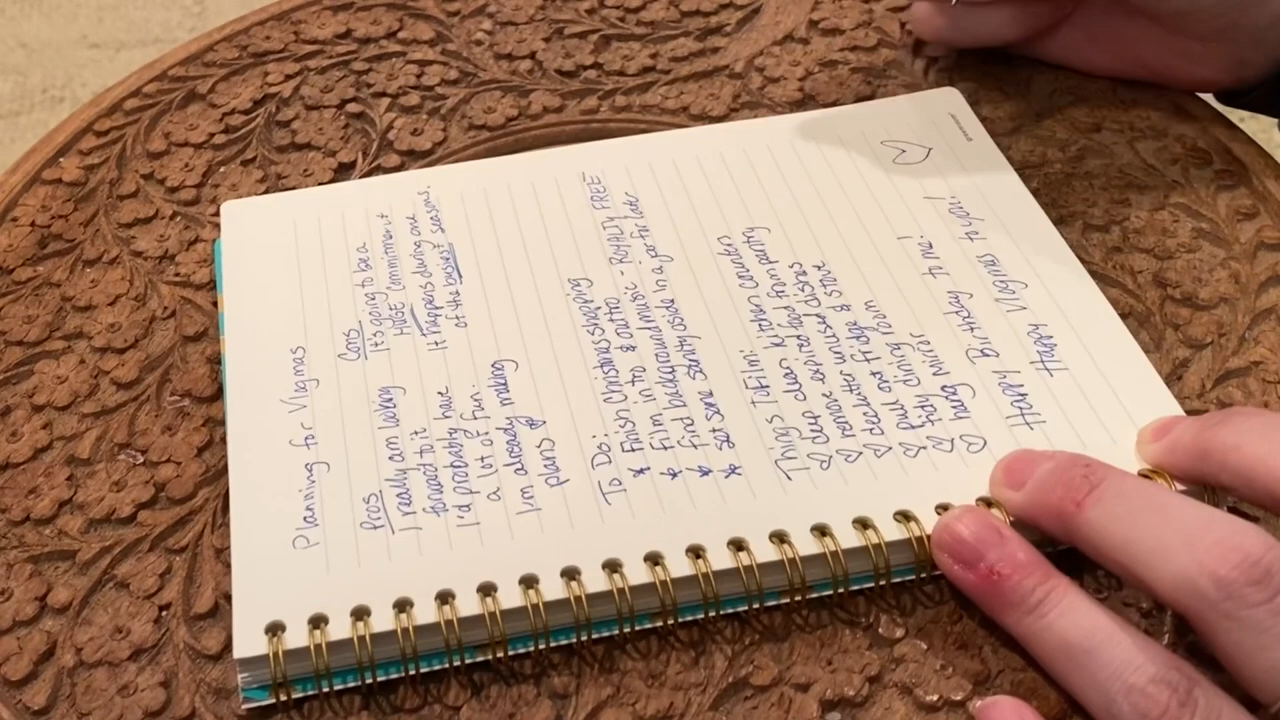 Planning for Vlogmas
Pros
I really am looking
forward to it
I'd probably have
a lot of fun.
I'm already making
plans
Cons
It's going to be a
HUGE commitment
It happens during one
of the busiest seasons.
To Do:
* Finish Christmas shopping
* Film intro & outro
* find background music - ROYALTY FREE
* set some sanity aside in a jar for later
Things To Film:
♡ deep clean kitchen counters
♡ remove expired food from pantry
♡ declutter unused dishes
♡ pull out fridge & stove
♡ tidy dining room
♡ hang mirror
Happy Birthday to me!
Happy Vlogmas to you!